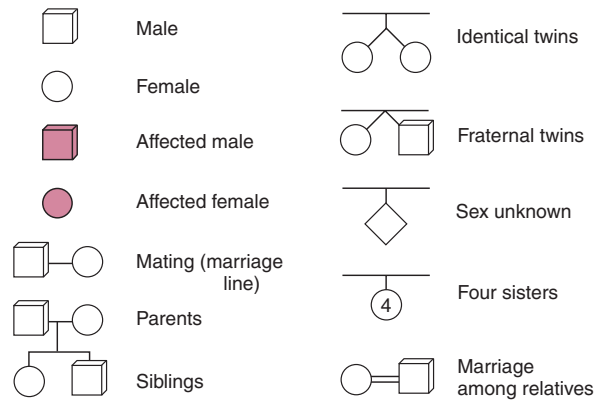 Male
Female
Affected male
Affected female
Mating (marriage
line)
Parents
Siblings
Identical twins
Fraternal twins
Sex unknown
4
Four sisters
Marriage
among relatives